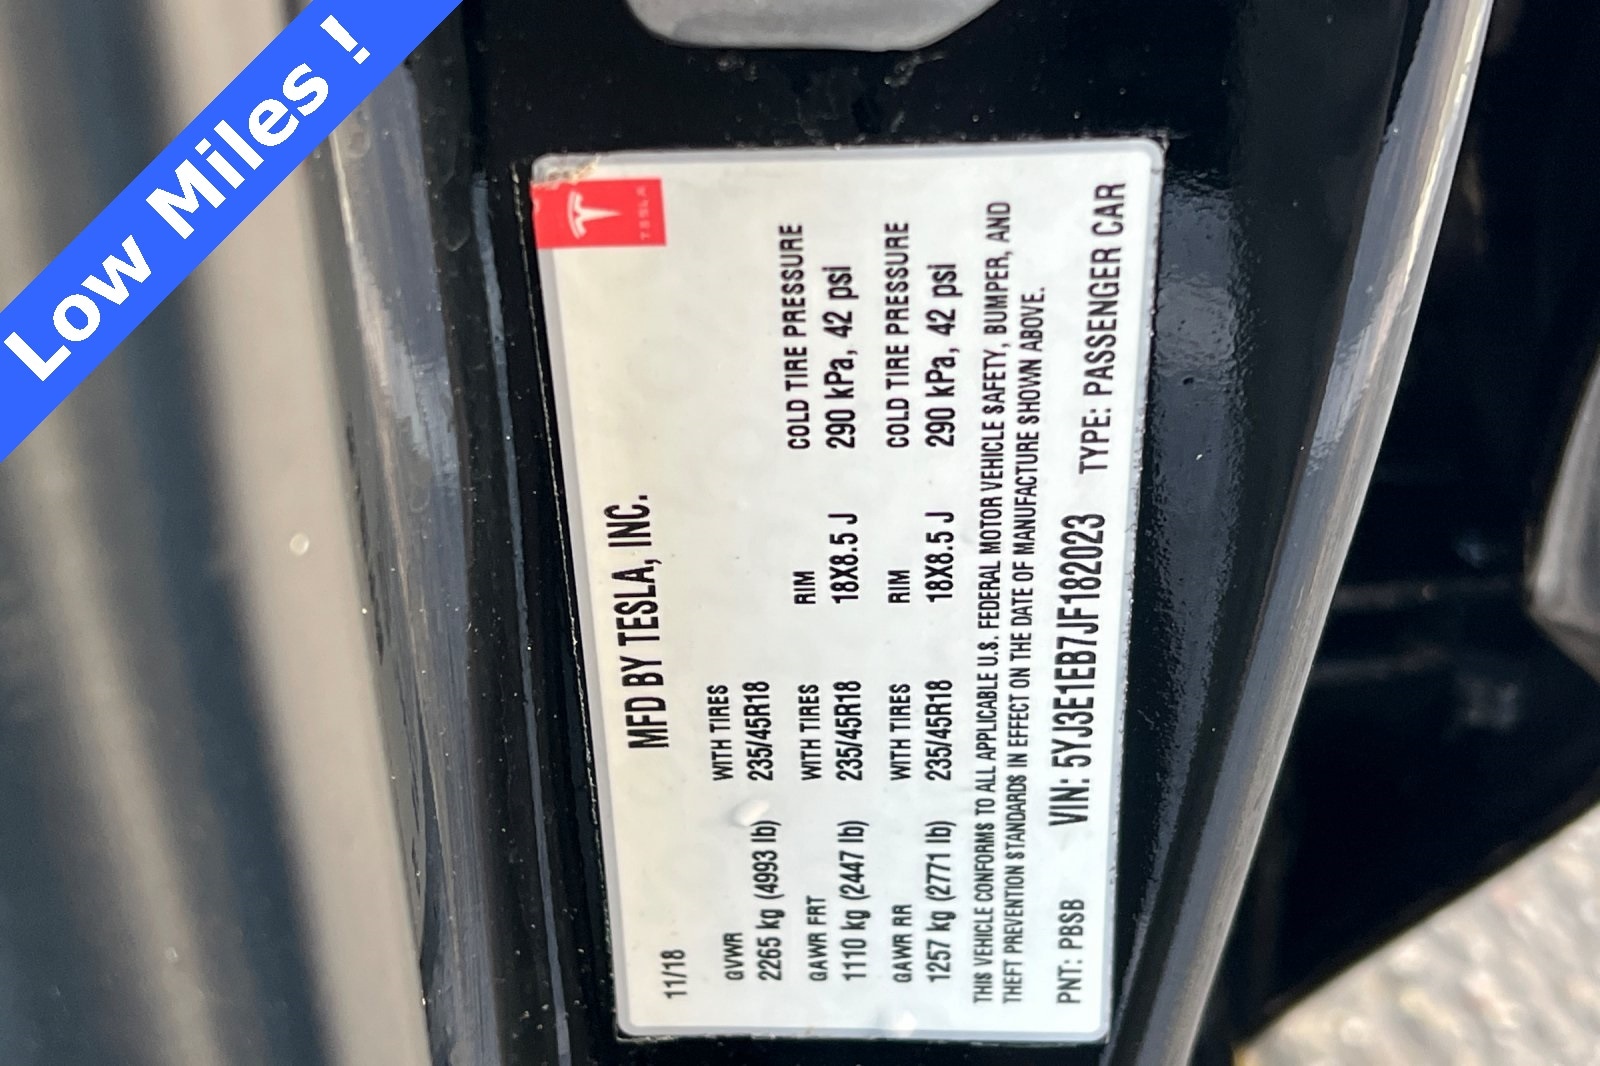 Low Miles !
TESLA
MFD BY TESLA, INC.
11/18
GVWR WITH TIRES
2265 kg (4993 lb) 235/45R18
GAWR FRT WITH TIRES RIM COLD TIRE PRESSURE
1110 kg (2447 lb) 235/45R18 18X8.5 J 290 kPa, 42 psi
GAWR RR WITH TIRES RIM COLD TIRE PRESSURE
1257 kg (2771 lb) 235/45R18 18X8.5 J 290 kPa, 42 psi
THIS VEHICLE CONFORMS TO ALL APPLICABLE U.S. FEDERAL MOTOR VEHICLE SAFETY, BUMPER, AND
THEFT PREVENTION STANDARDS IN EFFECT ON THE DATE OF MANUFACTURE SHOWN ABOVE.
PNT: PBSB VIN: 5YJ3E1EB7JF182023 TYPE: PASSENGER CAR